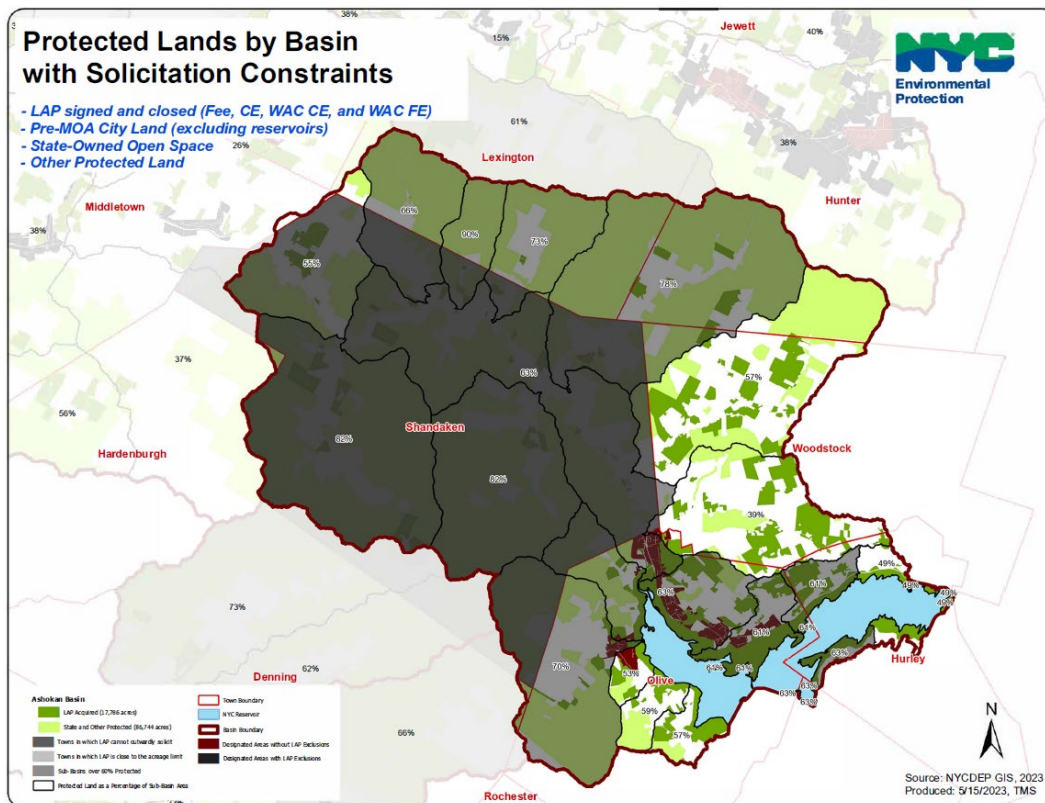 Protected Lands by Basin
with Solicitation Constraints
- LAP signed and closed (Fee, CE, WAC CE, and WAC FE)
- Pre-MOA City Land (excluding reservoirs)
- State-Owned Open Space
- Other Protected Land
NYC
Environmental
Protection
38%
15%
Jewett
40%
61%
Lexington
38%
26%
Middletown
Hunter
38%
66%
90%
73%
78%
55%
37%
63%
57%
56%
Hardenburgh
82%
Shandaken
82%
Woodstock
39%
49%
49%
49%
49%
63%
61%
61%
61%
64%
61%
63%
Hurley
73%
70%
53%
Olive
63%
63%
63%
62%
Denning
59%
57%
66%
Rochester
Ashokan Basin
LAP Acquired (17,786 acres)
State and Other Protected (86,744 acres)
Towns in which LAP cannot outwardly solicit
Towns in which LAP is close to the acreage limit
Sub-Basins over 60% Protected
Protected Land as a Percentage of Sub-Basin Area
Town Boundary
NYC Reservoir
Basin Boundary
Designated Areas without LAP Exclusions
Designated Areas with LAP Exclusions
N
Source: NYCDEP GIS, 2023
Produced: 5/15/2023, TMS